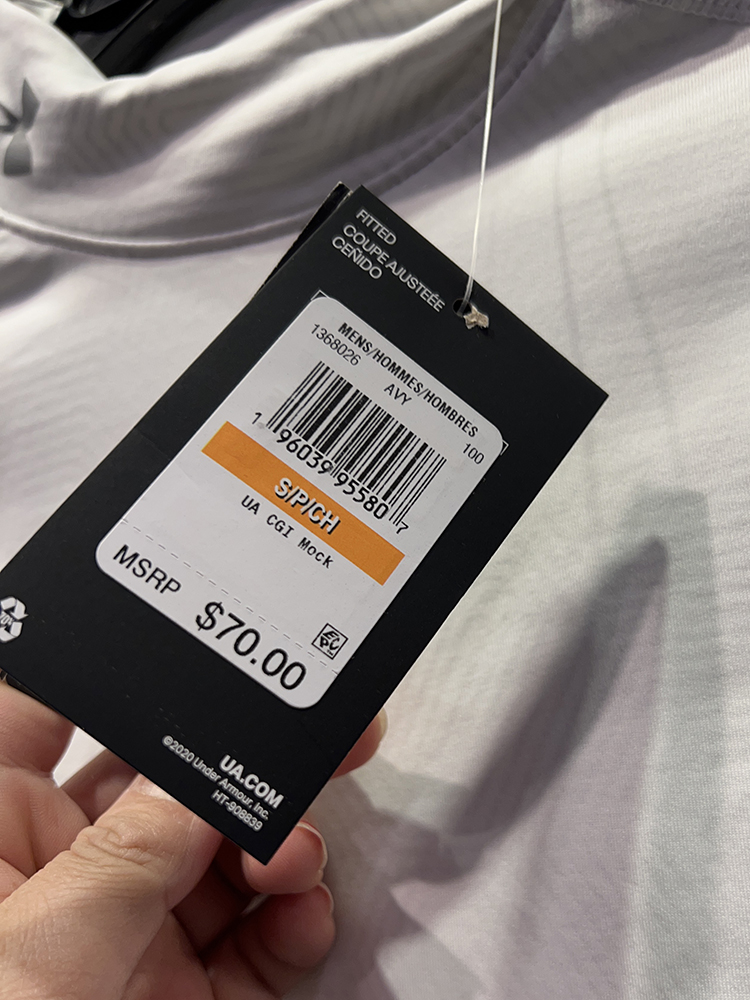 FITTED
COUPE AJUSTEÉE
CEÑIDO
MENS/HOMMES/HOMBRES
1368026 AVY 100
1 96039 95580 7
S/P/CH
UA CGI Mock
MSRP $70.00
UA.COM
©2020 Under Armour, Inc.
HT-908839